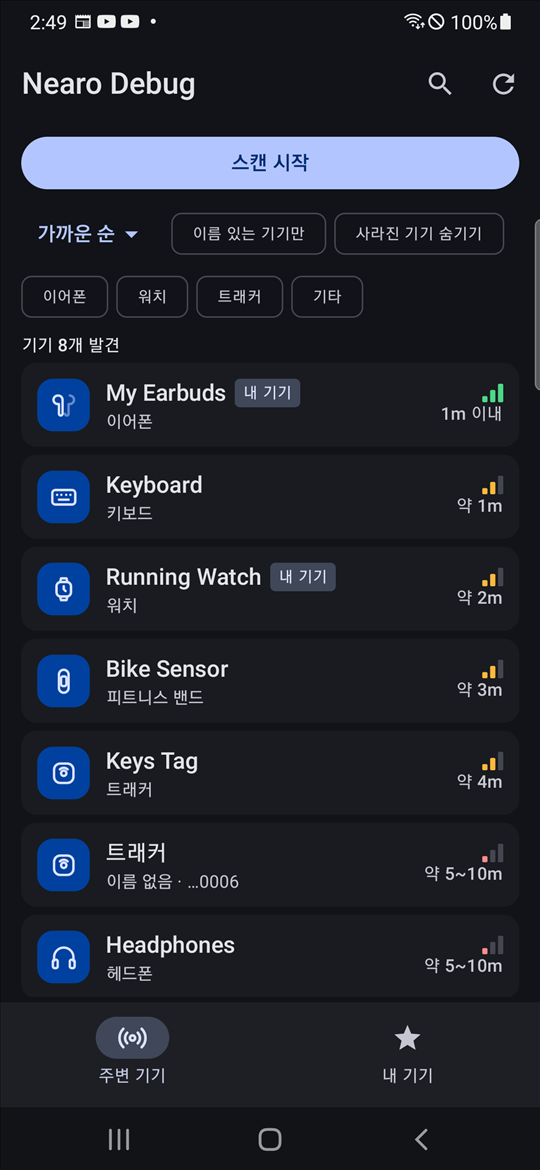 2:49 100%
Nearo Debug
스캔 시작
가까운 순 이름 있는 기기만 사라진 기기 숨기기
이어폰 워치 트래커 기타
기기 8개 발견
My Earbuds 내 기기
이어폰 1m 이내
Keyboard
키보드 약 1m
Running Watch 내 기기
워치 약 2m
Bike Sensor
피트니스 밴드 약 3m
Keys Tag
트래커 약 4m
트래커
이름 없음 · …0006 약 5~10m
Headphones
헤드폰 약 5~10m
주변 기기 내 기기